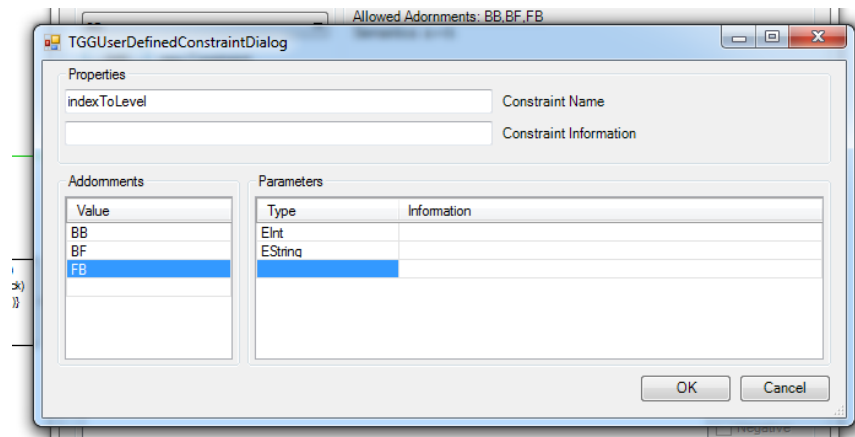 Allowed Adornments: BB,BF,FB
TGGUserDefinedConstraintDialog
Properties
indexToLevel Constraint Name
Constraint Information
Addornments Parameters
Value Type Information
BB EInt
BF EString
FB
OK Cancel
Negative